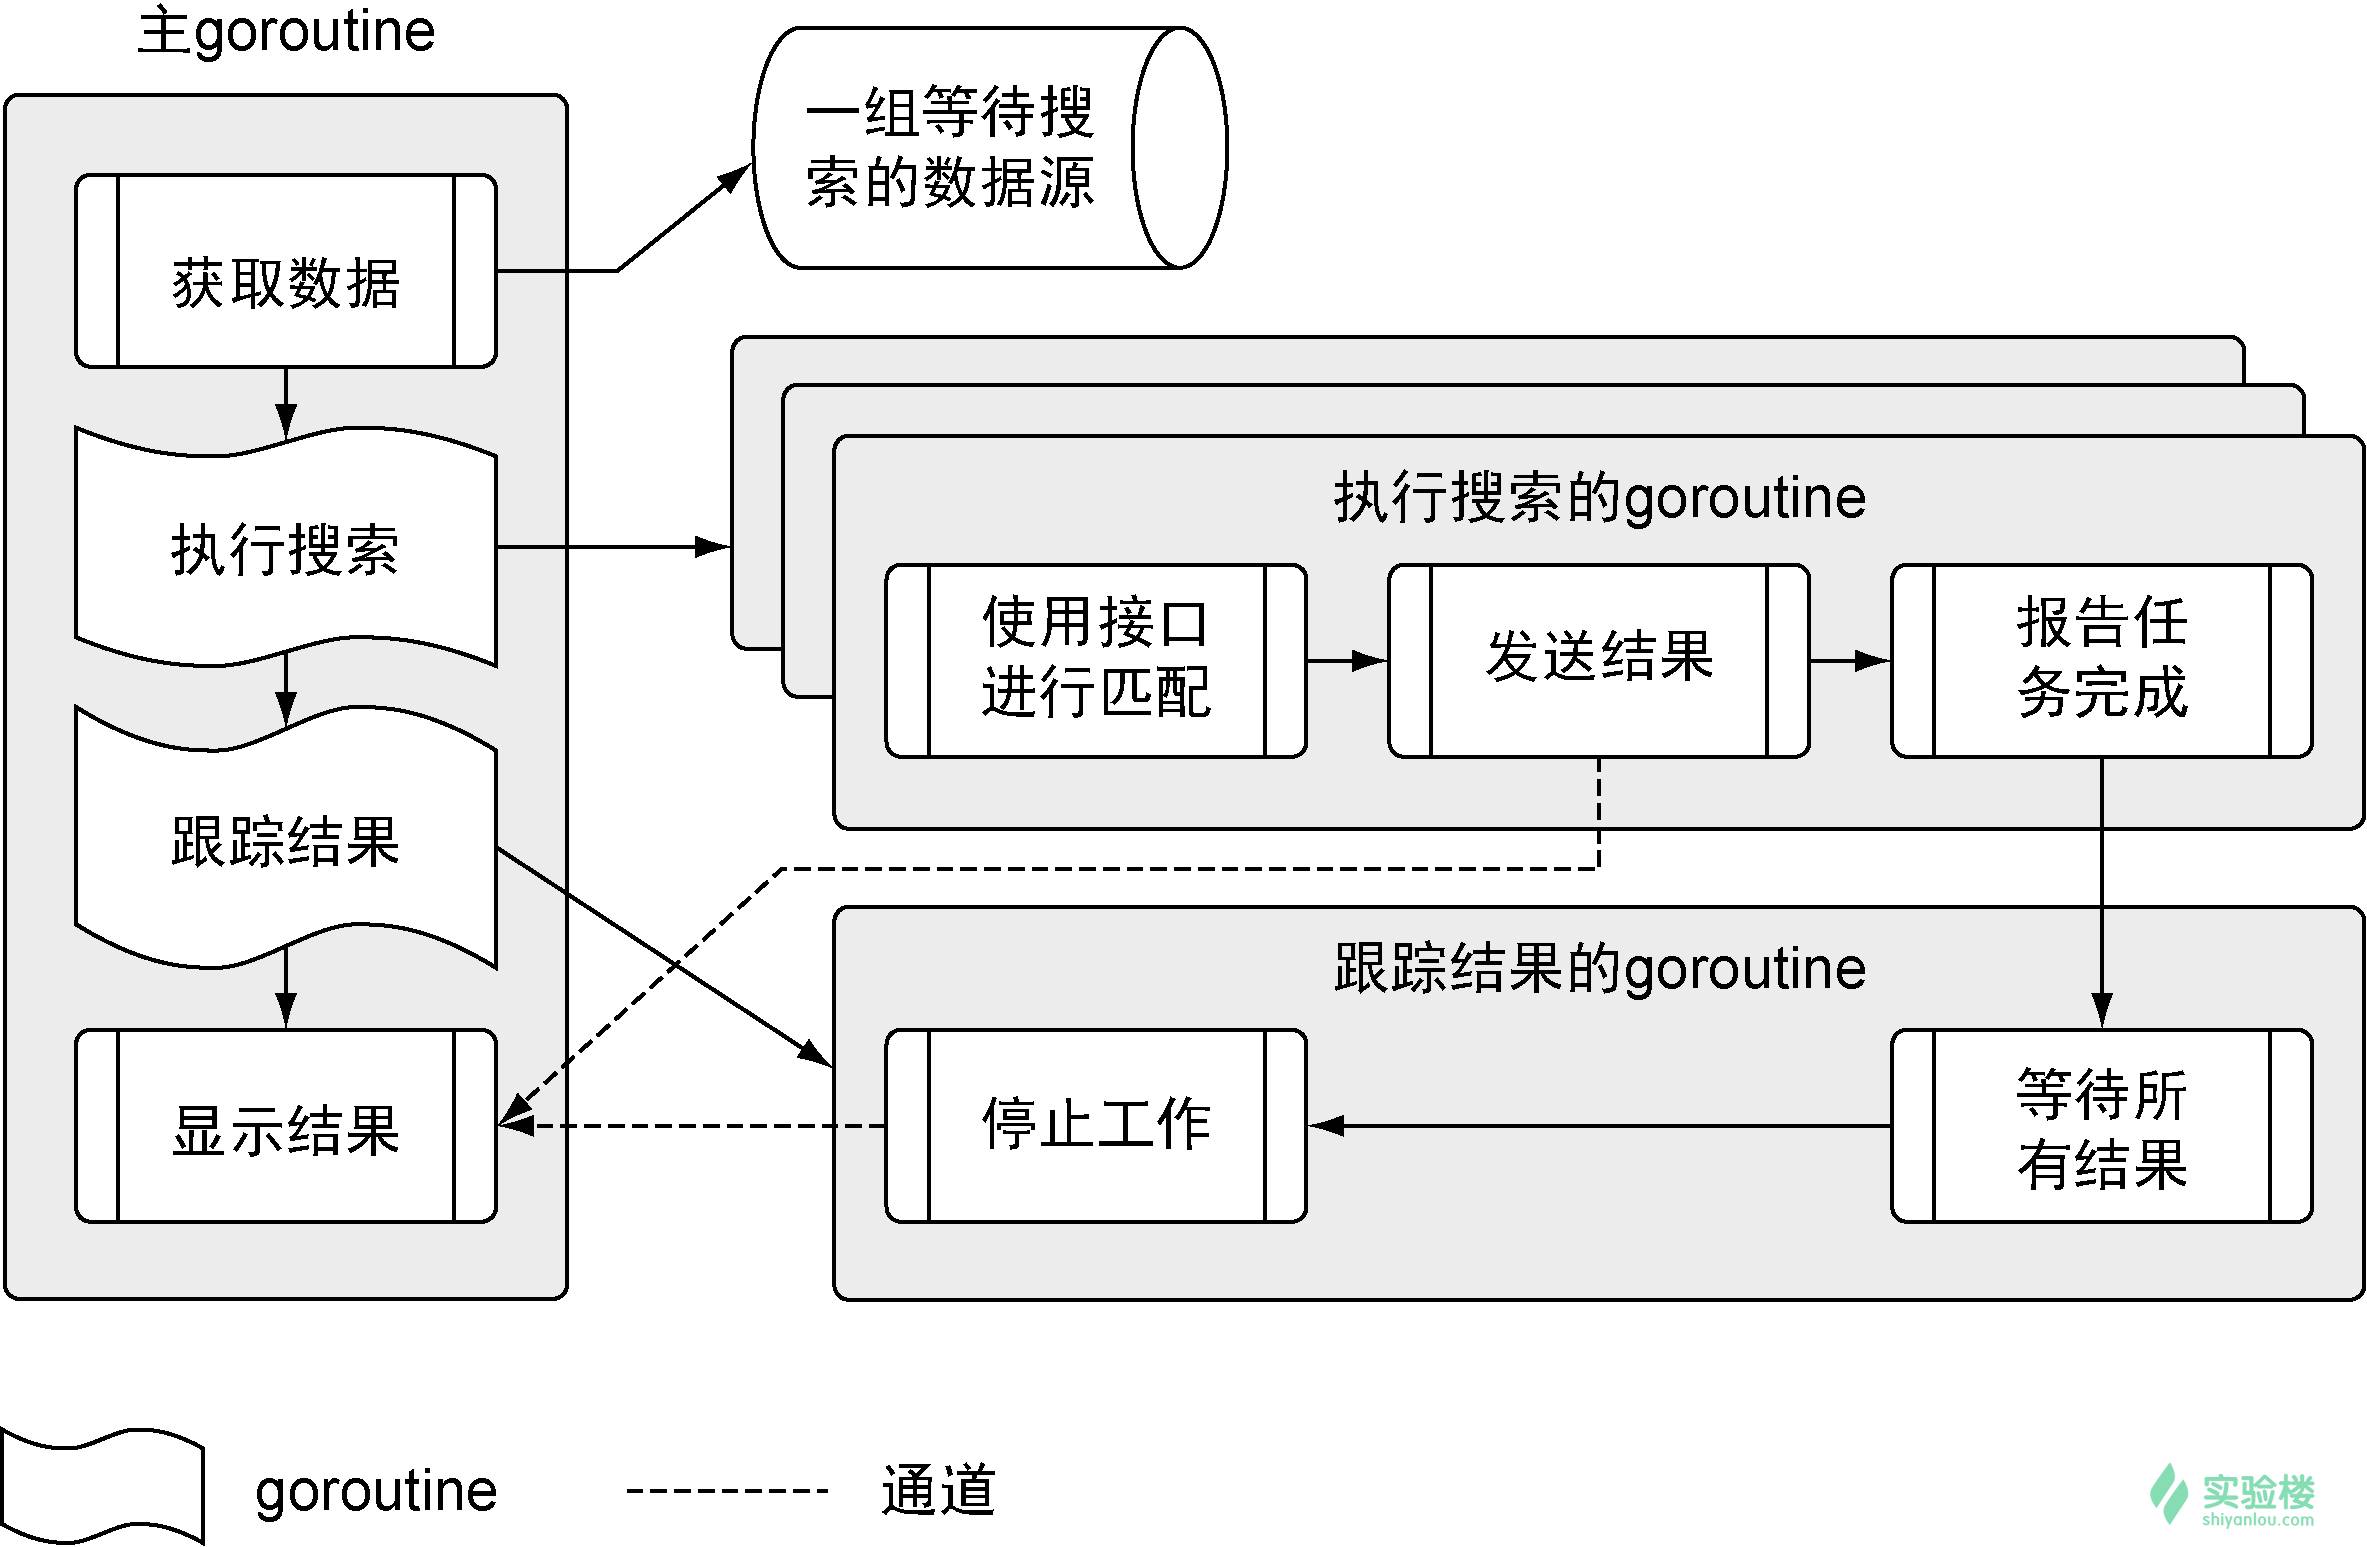 主goroutine
一组等待搜
索的数据源
获取数据
执行搜索
跟踪结果
显示结果
执行搜索的goroutine
使用接口
进行匹配
发送结果
报告任
务完成
跟踪结果的goroutine
停止工作
等待所
有结果
goroutine
通道
实验楼
shiyanlou.com